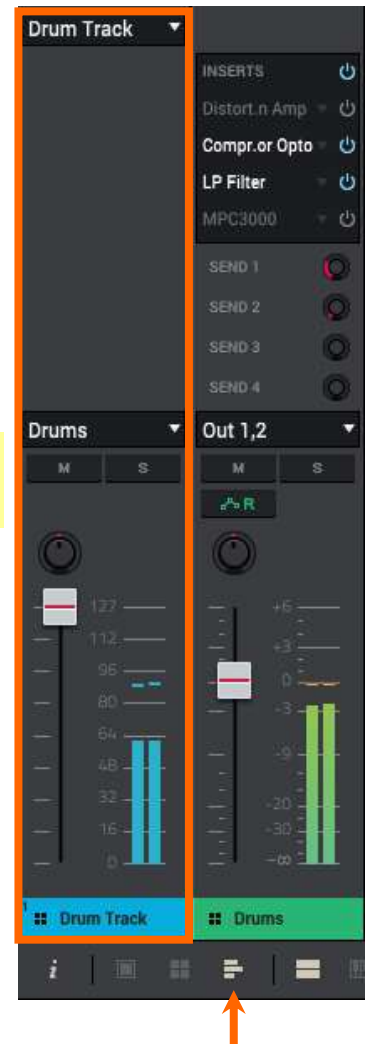 Drum Track
INSERTS
Distort.n Amp
Compr.or Opto
LP Filter
MPC3000
SEND 1
SEND 2
SEND 3
SEND 4
Drums
Out 1,2
M S
M S
R
127
112
96
80
64
48
32
16
0
+6
+3
0
-3
-9
-20
-30
-∞
1
Drum Track
Drums
i